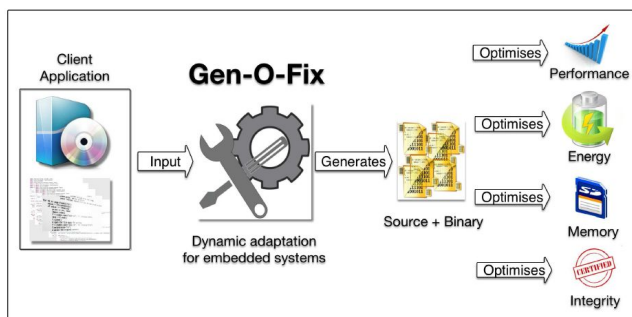 Client
Application
Input
Gen-O-Fix
Dynamic adaptation
for embedded systems
Generates
Source + Binary
Optimises
Performance
Optimises
Energy
Optimises
SD
Memory
Optimises
CERTIFIED
Integrity